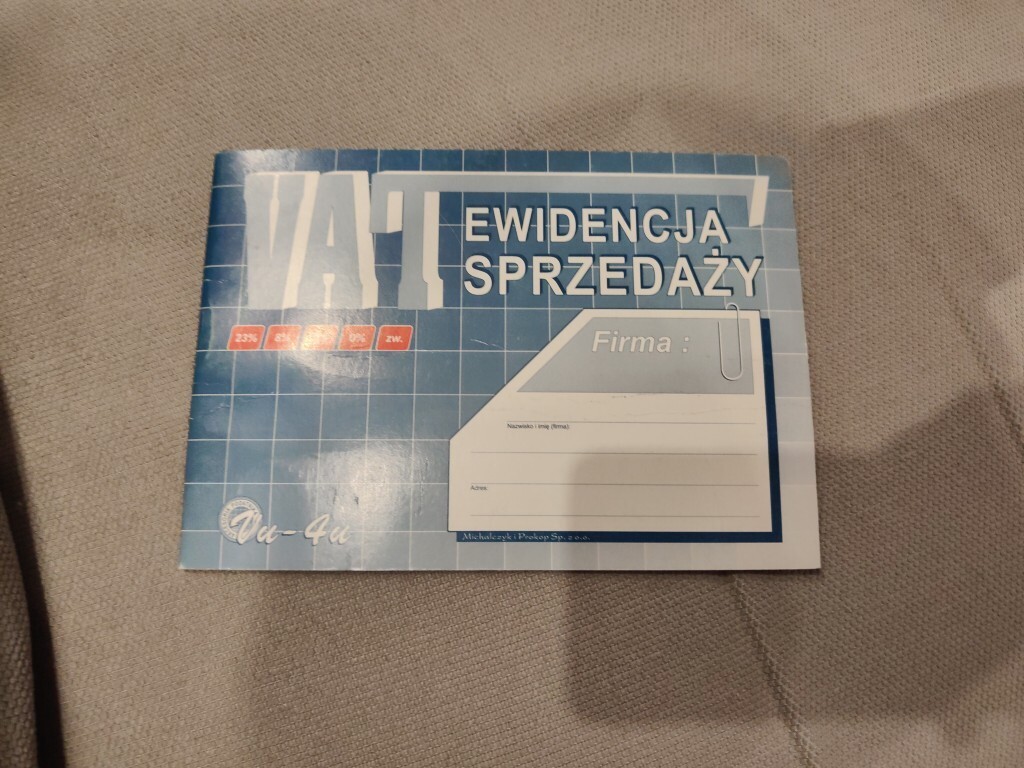 VAT
EWIDENCJA
SPRZEDAŻY
23% 8% 0% zw.
Firma :
Nazwisko i imię (firma):
Adres:
Vu-4u
Michalczyk i Prokop Sp. z o.o.